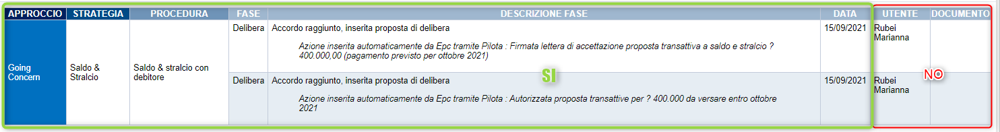 APPROCCIO STRATEGIA PROCEDURA FASE DESCRIZIONE FASE DATA UTENTE DOCUMENTO
Going Concern
Saldo & Stralcio
Saldo & stralcio con debitore
Delibera Accordo raggiunto, inserita proposta di delibera 15/09/2021 Rubei Marianna
Azione inserita automaticamente da Epc tramite Pilota : Firmata lettera di accettazione proposta transattiva a saldo e stralcio ?
400.000,00 (pagamento previsto per ottobre 2021)
SI
NO
Delibera Accordo raggiunto, inserita proposta di delibera 15/09/2021 Rubei Marianna
Azione inserita automaticamente da Epc tramite Pilota : Autorizzata proposta transattive per ? 400.000 da versare entro ottobre
2021